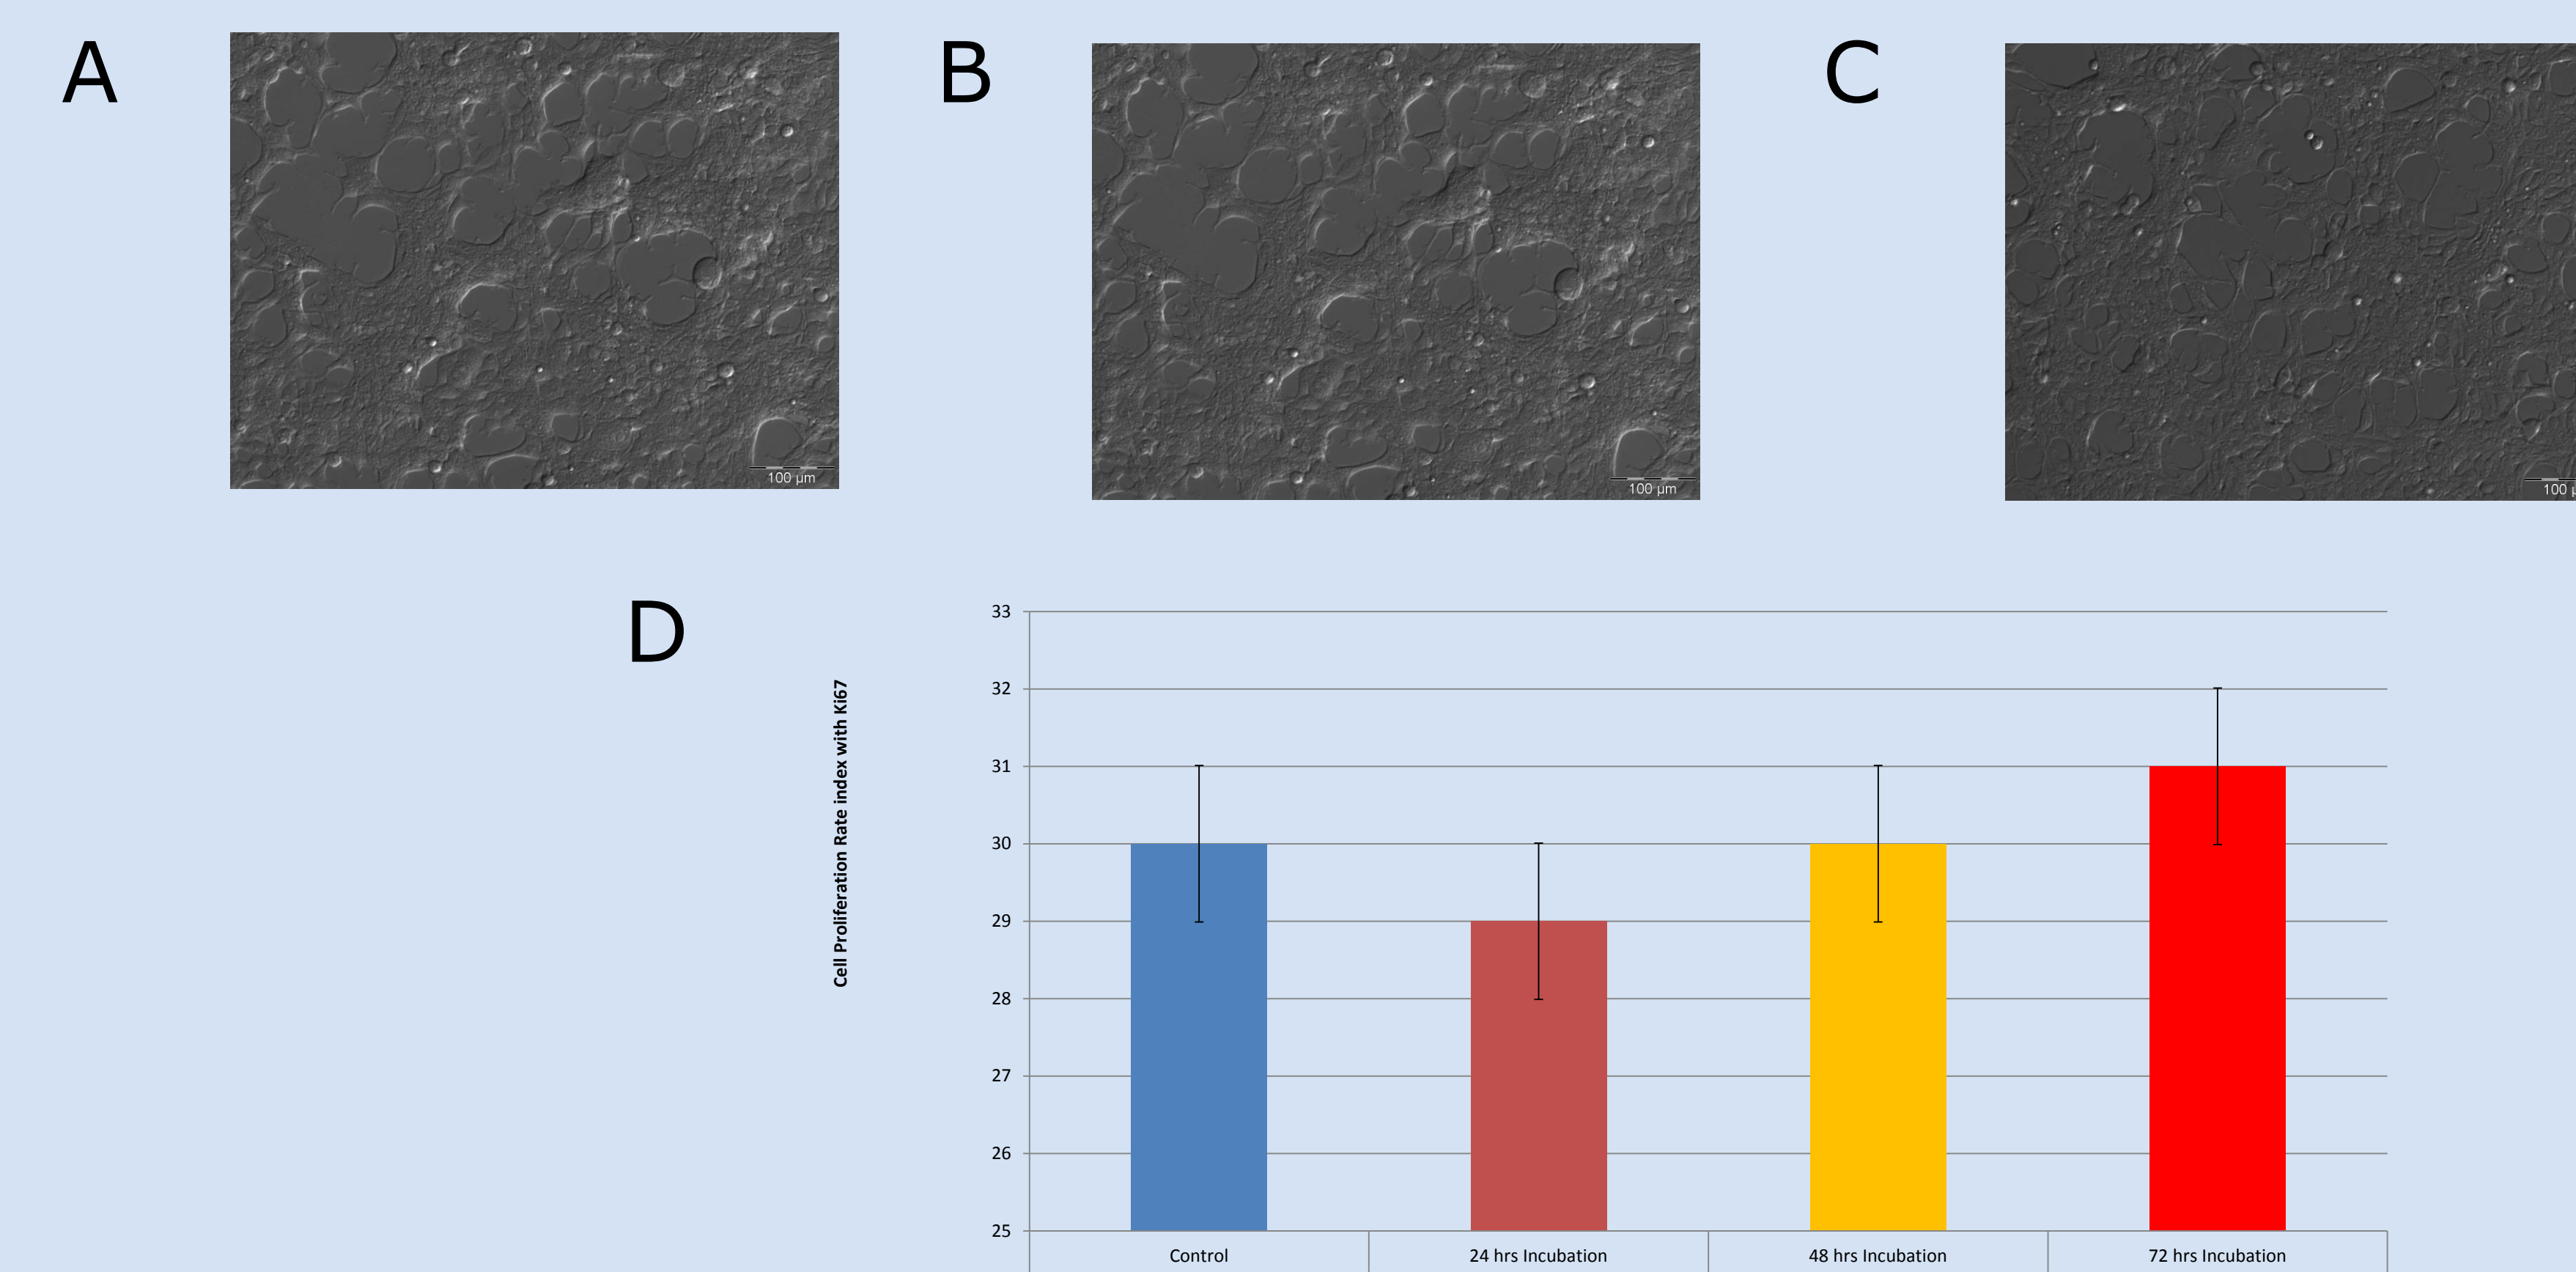 A
B
C
100 µm
100 µm
100
D
Cell Proliferation Rate index with Ki67
33
32
31
30
29
28
27
26
25
Control
24 hrs Incubation
48 hrs Incubation
72 hrs Incubation